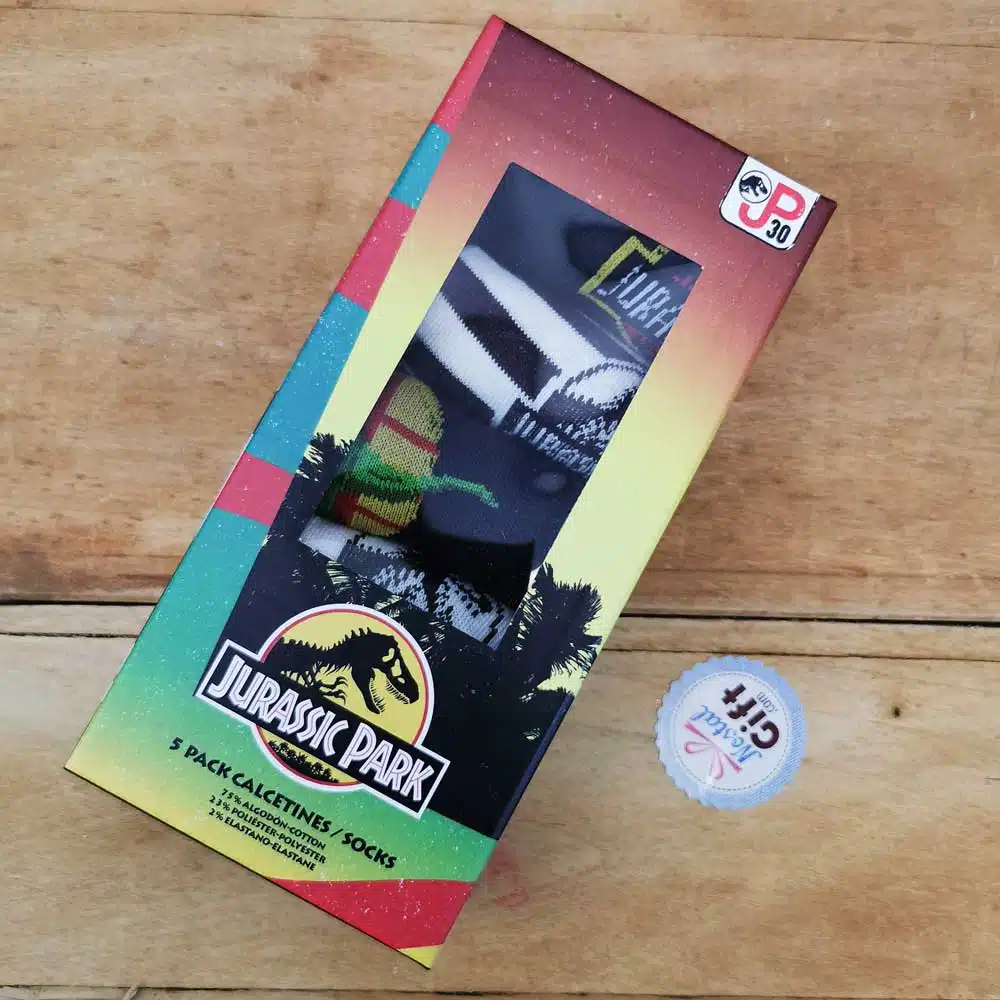 JP
30
JURASSIC PARK
5 PACK CALCETINES / SOCKS
75% ALGODÓN-COTTON
23% POLIÉSTER-POLYESTER
2% ELASTANO-ELASTANE
Nostal
Gift
.com